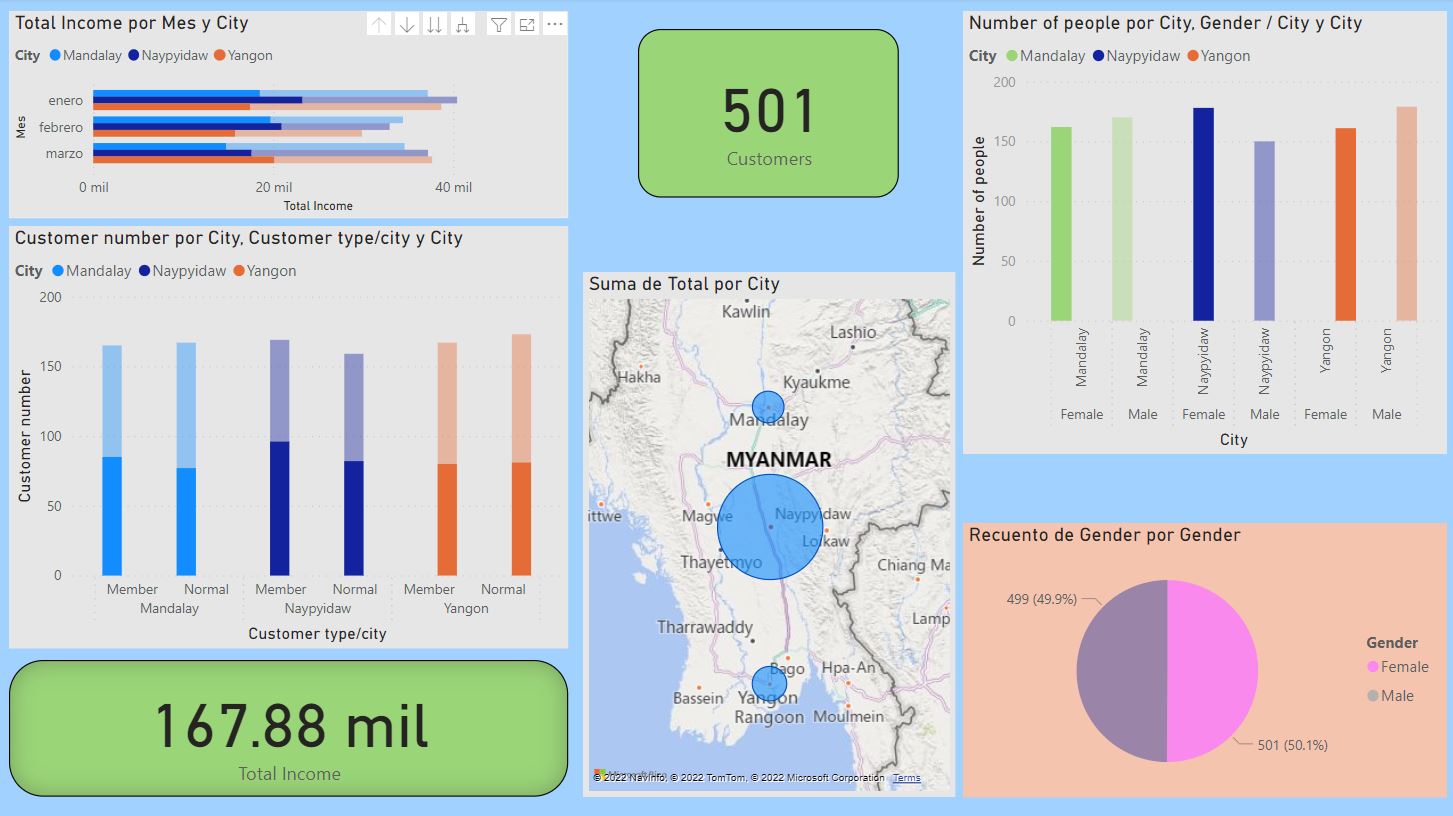 Total Income por Mes y City
City Mandalay Naypyidaw Yangon
Mes
enero
febrero
marzo
0 mil 20 mil 40 mil
Total Income
Customer number por City, Customer type/city y City
City Mandalay Naypyidaw Yangon
Customer number
200
150
100
50
0
Member Normal Member Normal Member Normal
Mandalay Naypyidaw Yangon
Customer type/city
167.88 mil
Total Income
501
Customers
Suma de Total por City
Kawlin
Lashio
Hakha
Kyaukme
Mandalay
MYANMAR
ittwe
Magwe
Naypyidaw
Loikaw
Thayetmyo
Chiang Ma
Lamp
Tharrawaddy
Bago
Hpa-An
Bassein
Yangon
Rangoon
Moulmein
© 2022 NavInfo, © 2022 TomTom, © 2022 Microsoft Corporation Terms
Number of people por City, Gender / City y City
City Mandalay Naypyidaw Yangon
Number of people
200
150
100
50
0
Mandalay Mandalay Naypyidaw Naypyidaw Yangon Yangon
Female Male Female Male Female Male
City
Recuento de Gender por Gender
499 (49.9%)
501 (50.1%)
Gender
Female
Male